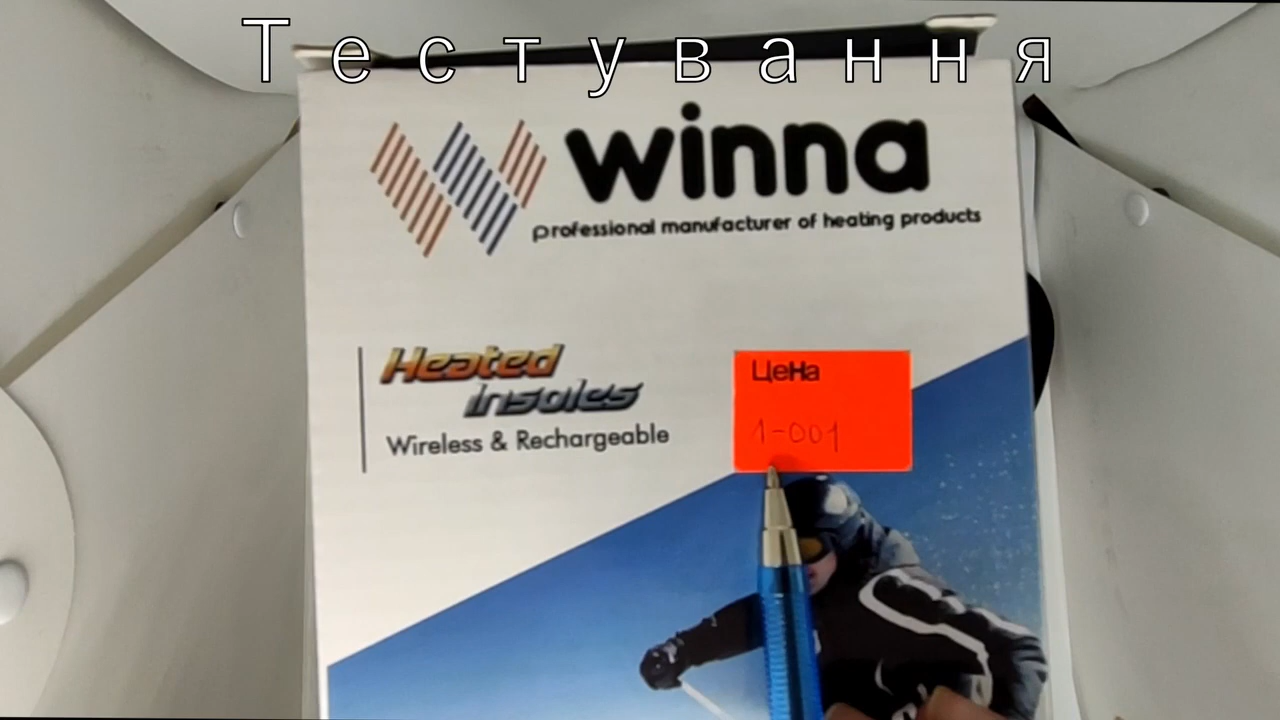 Тестування
winna
professional manufacturer of heating products
Heated
insoles
Wireless & Rechargeable
Цена
1-001